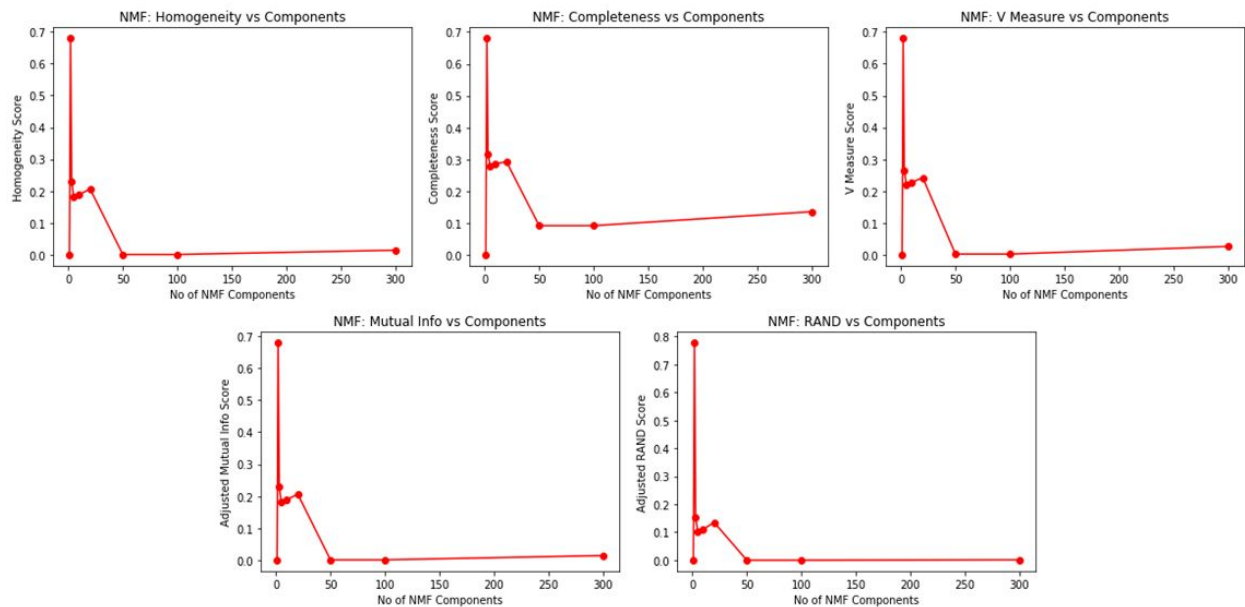 NMF: Homogeneity vs Components
0.7
0.6
0.5
0.4
0.3
0.2
0.1
0.0
Homogeneity Score
0 50 100 150 200 250 300
No of NMF Components
NMF: Completeness vs Components
0.7
0.6
0.5
0.4
0.3
0.2
0.1
0.0
Completeness Score
0 50 100 150 200 250 300
No of NMF Components
NMF: V Measure vs Components
0.7
0.6
0.5
0.4
0.3
0.2
0.1
0.0
V Measure Score
0 50 100 150 200 250 300
No of NMF Components
NMF: Mutual Info vs Components
0.7
0.6
0.5
0.4
0.3
0.2
0.1
0.0
Adjusted Mutual Info Score
0 50 100 150 200 250 300
No of NMF Components
NMF: RAND vs Components
0.8
0.7
0.6
0.5
0.4
0.3
0.2
0.1
0.0
Adjusted RAND Score
0 50 100 150 200 250 300
No of NMF Components